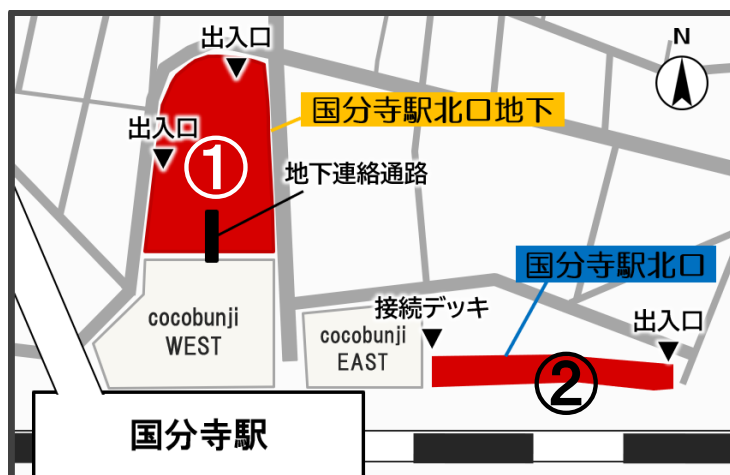 出入口
N
国分寺駅北口地下
出入口
①
地下連絡通路
国分寺駅北口
接続デッキ
出入口
cocobunji
WEST
cocobunji
EAST
②
国分寺駅